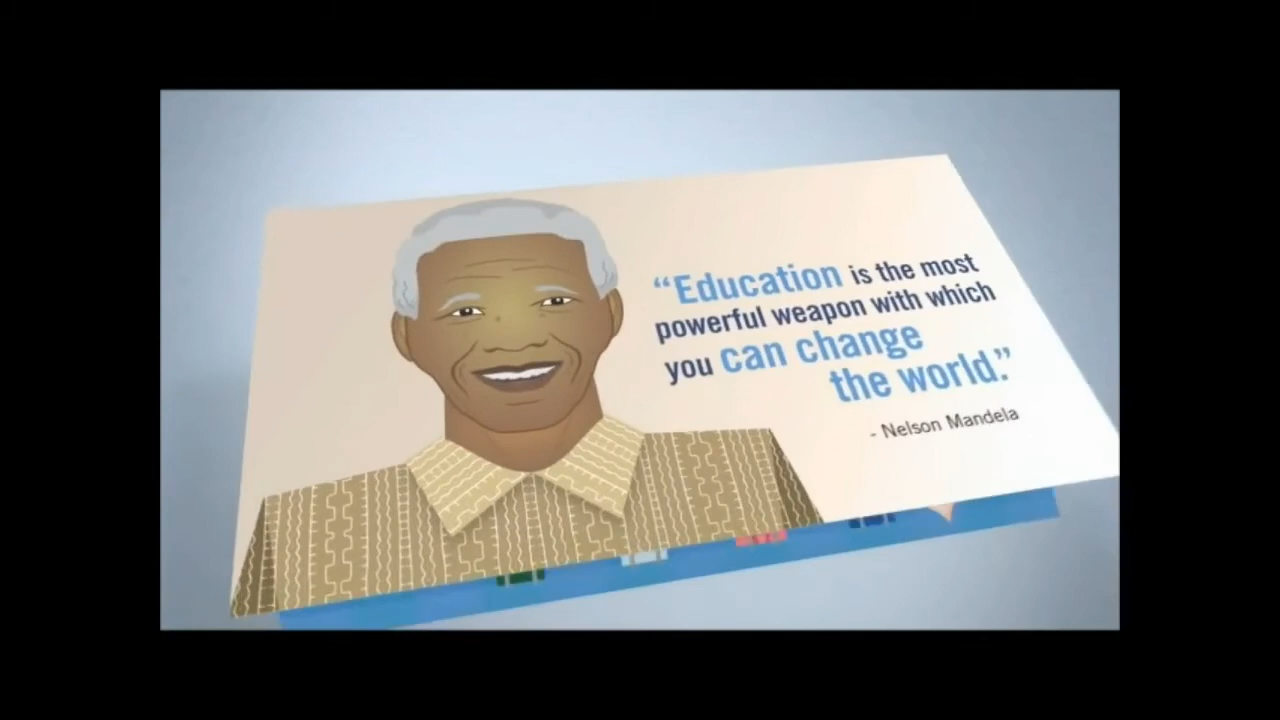 “Education is the most
powerful weapon with which
you can change
the world.”
- Nelson Mandela